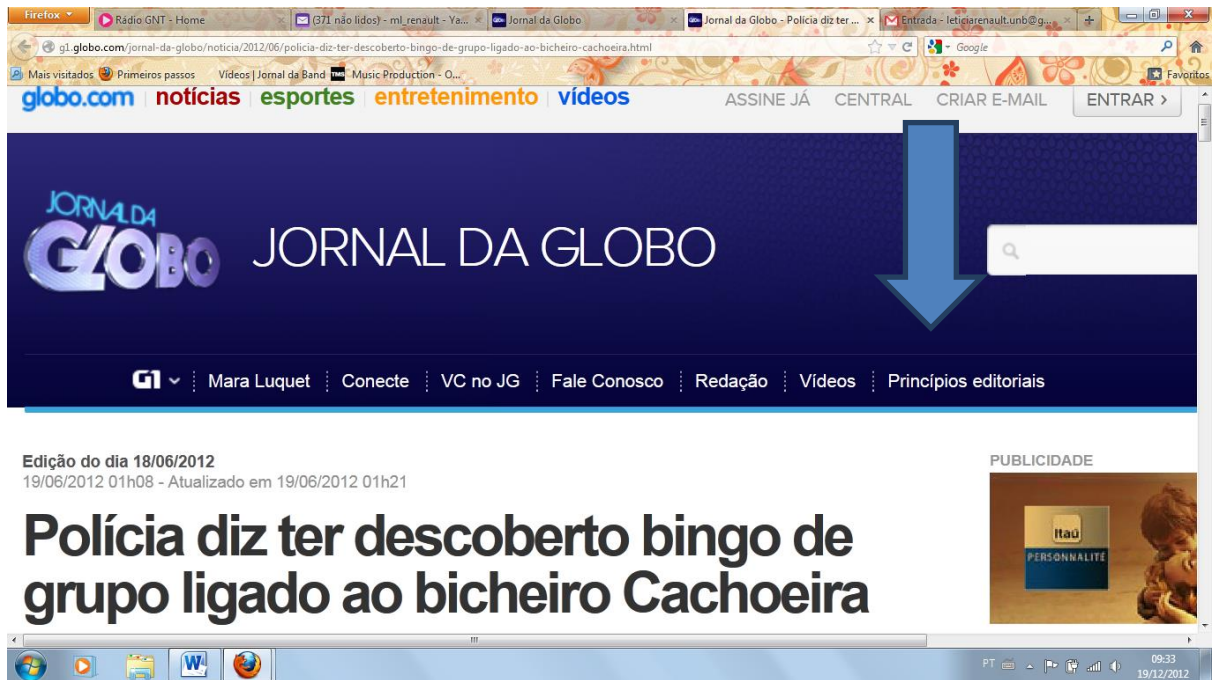 Firefox
Rádio GNT - Home
(371 não lidos) - ml_renault - Ya...
Jornal da Globo
Jornal da Globo - Polícia diz ter ...
Entrada - leticiarenault.unb@g...
g1.globo.com/jornal-da-globo/noticia/2012/06/policia-diz-ter-descoberto-bingo-de-grupo-ligado-ao-bicheiro-cachoeira.html
Google
Mais visitados
Primeiros passos
Vídeos | Jornal da Band
TMS
Music Production - O...
Favoritos
globo.com
notícias
esportes
entretenimento
vídeos
ASSINE JÁ
CENTRAL
CRIAR E-MAIL
ENTRAR >
JORNAL DA
GLOBO
JORNAL DA GLOBO
G1
Mara Luquet
Conecte
VC no JG
Fale Conosco
Redação
Vídeos
Princípios editoriais
Edição do dia 18/06/2012
19/06/2012 01h08 - Atualizado em 19/06/2012 01h21
PUBLICIDADE
Polícia diz ter descoberto bingo de
grupo ligado ao bicheiro Cachoeira
Itaú
PERSONNALITÉ
PT
09:33
19/12/2012